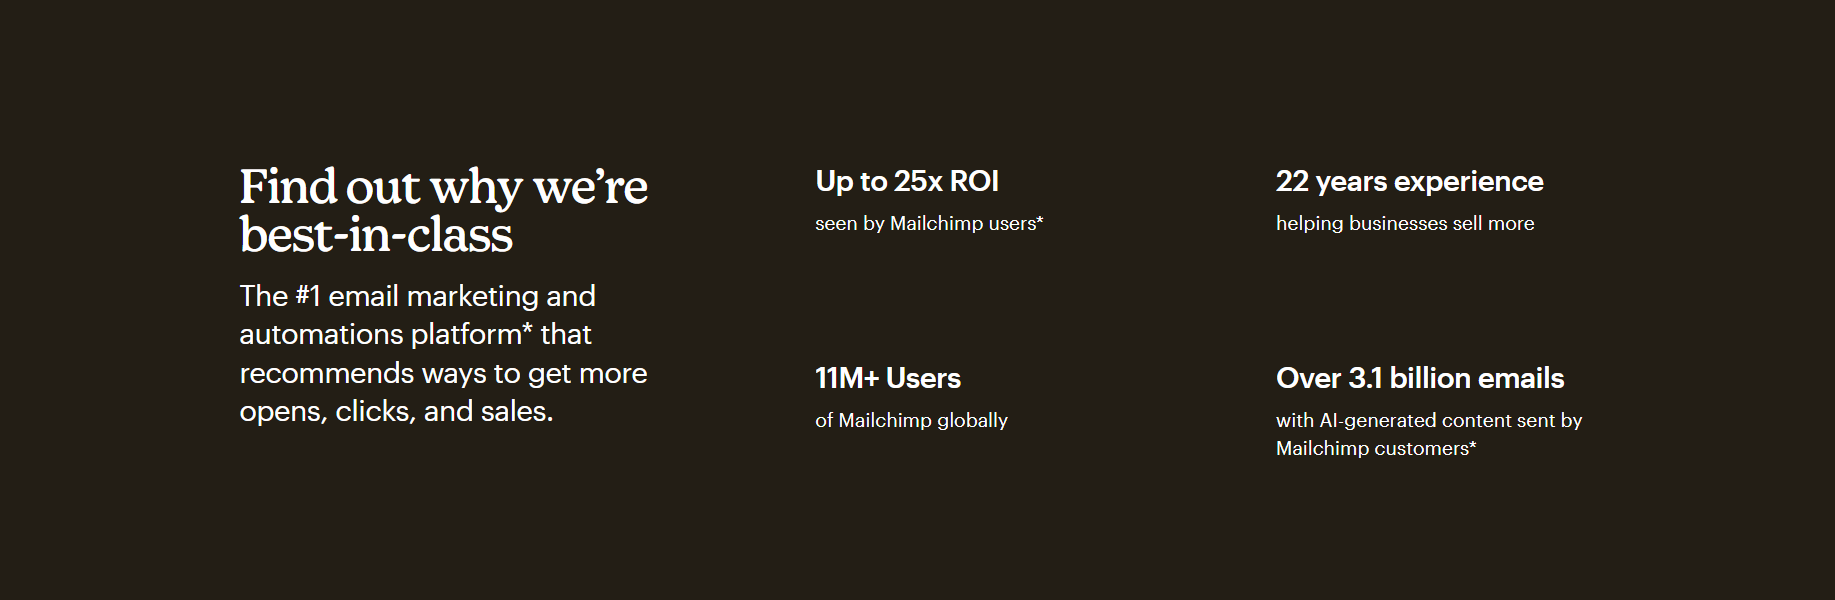 Find out why we’re
best-in-class
The #1 email marketing and
automations platform* that
recommends ways to get more
opens, clicks, and sales.
Up to 25x ROI
seen by Mailchimp users*
22 years experience
helping businesses sell more
11M+ Users
of Mailchimp globally
Over 3.1 billion emails
with AI-generated content sent by
Mailchimp customers*